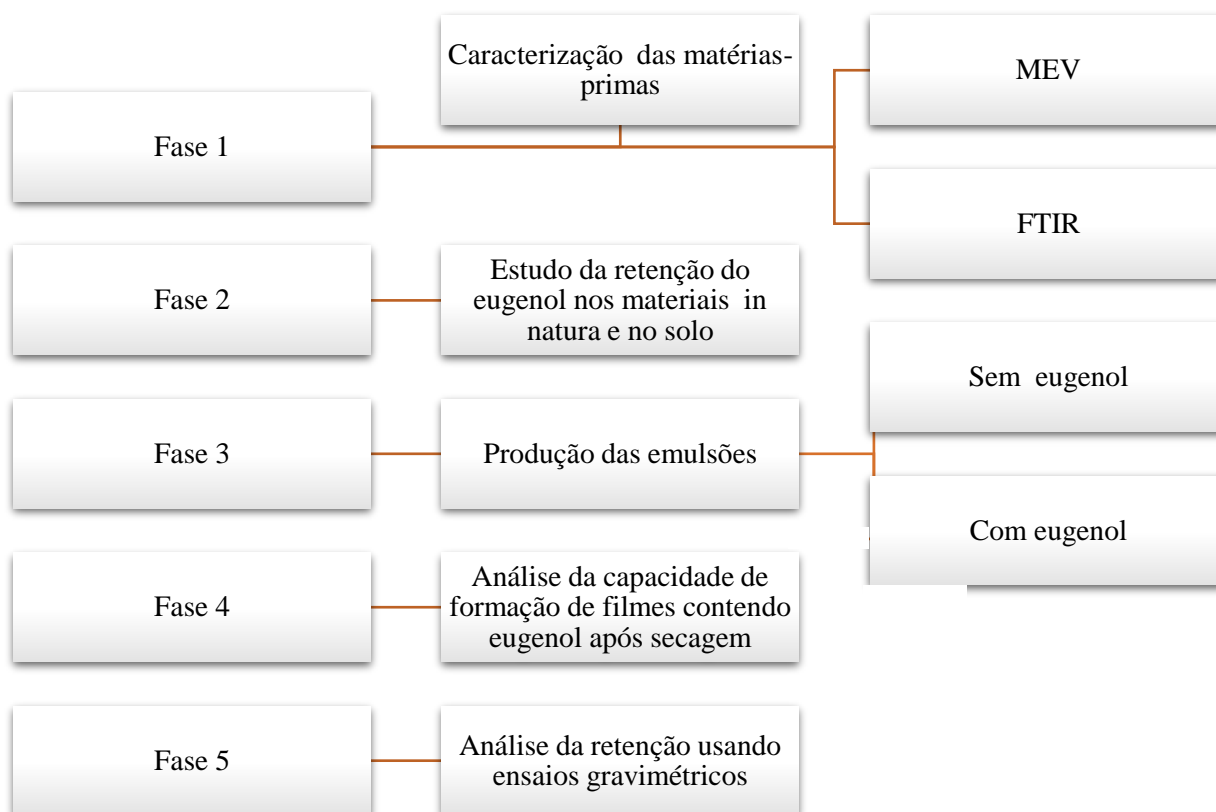 Fase 1
Caracterização das matérias-
primas
MEV
FTIR
Fase 2
Estudo da retenção do
eugenol nos materiais in
natura e no solo
Fase 3
Produção das emulsões
Sem eugenol
Com eugenol
Fase 4
Análise da capacidade de
formação de filmes contendo
eugenol após secagem
Fase 5
Análise da retenção usando
ensaios gravimétricos